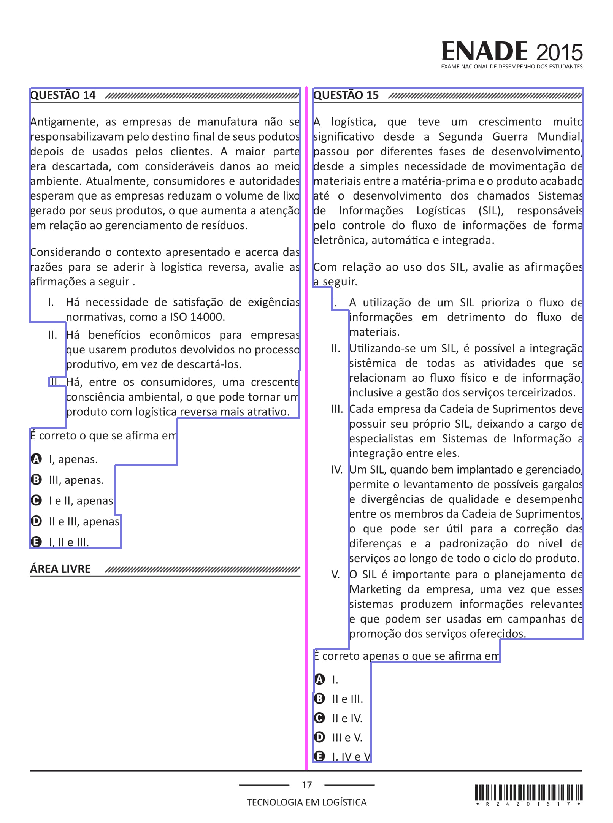 ENADE 2015
EXAME NACIONAL DE DESEMPENHO DOS ESTUDANTES
QUESTÃO 14
Antigamente, as empresas de manufatura não se
responsabilizavam pelo destino final de seus podutos
depois de usados pelos clientes. A maior parte
era descartada, com consideráveis danos ao meio
ambiente. Atualmente, consumidores e autoridades
esperam que as empresas reduzam o volume de lixo
gerado por seus produtos, o que aumenta a atenção
em relação ao gerenciamento de resíduos.
Considerando o contexto apresentado e acerca das
razões para se aderir à logística reversa, avalie as
afirmações a seguir .
I. Há necessidade de satisfação de exigências
normativas, como a ISO 14000.
II. Há benefícios econômicos para empresas
que usarem produtos devolvidos no processo
produtivo, em vez de descartá-los.
III. Há, entre os consumidores, uma crescente
consciência ambiental, o que pode tornar um
produto com logística reversa mais atrativo.
É correto o que se afirma em
A I, apenas.
B III, apenas.
C I e II, apenas.
D II e III, apenas.
E I, II e III.
ÁREA LIVRE
QUESTÃO 15
A logística, que teve um crescimento muito
significativo desde a Segunda Guerra Mundial,
passou por diferentes fases de desenvolvimento,
desde a simples necessidade de movimentação de
materiais entre a matéria-prima e o produto acabado
até o desenvolvimento dos chamados Sistemas
de Informações Logísticas (SIL), responsáveis
pelo controle do fluxo de informações de forma
eletrônica, automática e integrada.
Com relação ao uso dos SIL, avalie as afirmações
a seguir.
I. A utilização de um SIL prioriza o fluxo de
informações em detrimento do fluxo de
materiais.
II. Utilizando-se um SIL, é possível a integração
sistêmica de todas as atividades que se
relacionam ao fluxo físico e de informação,
inclusive a gestão dos serviços terceirizados.
III. Cada empresa da Cadeia de Suprimentos deve
possuir seu próprio SIL, deixando a cargo de
especialistas em Sistemas de Informação a
integração entre eles.
IV. Um SIL, quando bem implantado e gerenciado,
permite o levantamento de possíveis gargalos
e divergências de qualidade e desempenho
entre os membros da Cadeia de Suprimentos,
o que pode ser útil para a correção das
diferenças e a padronização do nível de
serviços ao longo de todo o ciclo do produto.
V. O SIL é importante para o planejamento de
Marketing da empresa, uma vez que esses
sistemas produzem informações relevantes
e que podem ser usadas em campanhas de
promoção dos serviços oferecidos.
É correto apenas o que se afirma em
A I.
B II e III.
C II e IV.
D III e V.
E I, IV e V.
17
TECNOLOGIA EM LOGÍSTICA
*R24201517*